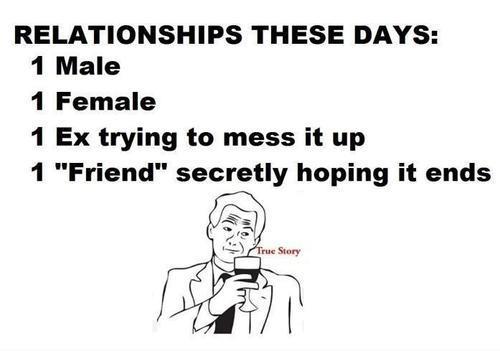 RELATIONSHIPS THESE DAYS:
1 Male
1 Female
1 Ex trying to mess it up
1 "Friend" secretly hoping it ends
True Story